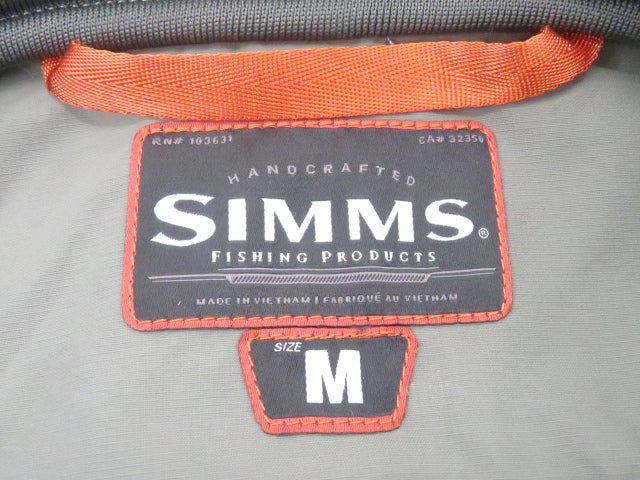 RN# 103631 CA# 32350
HANDCRAFTED
SIMMS®
FISHING PRODUCTS
MADE IN VIETNAM | FABRIQUÉ AU VIETNAM
SIZE M